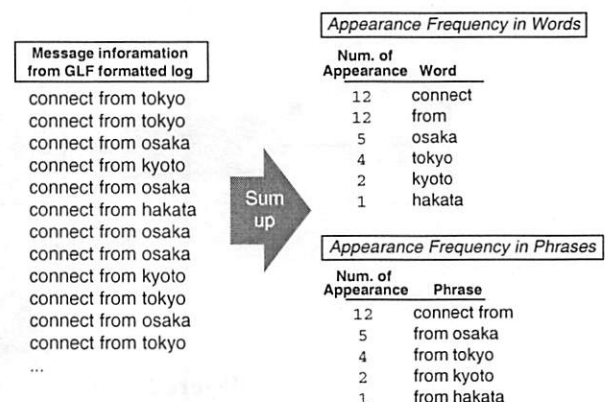 Message inforamation
from GLF formatted log
connect from tokyo
connect from tokyo
connect from osaka
connect from kyoto
connect from osaka
connect from hakata
connect from osaka
connect from osaka
connect from kyoto
connect from tokyo
connect from osaka
connect from tokyo
...
Sum
up
Appearance Frequency in Words
Num. of
Appearance Word
12 connect
12 from
5 osaka
4 tokyo
2 kyoto
1 hakata
Appearance Frequency in Phrases
Num. of
Appearance Phrase
12 connect from
5 from osaka
4 from tokyo
2 from kyoto
1 from hakata